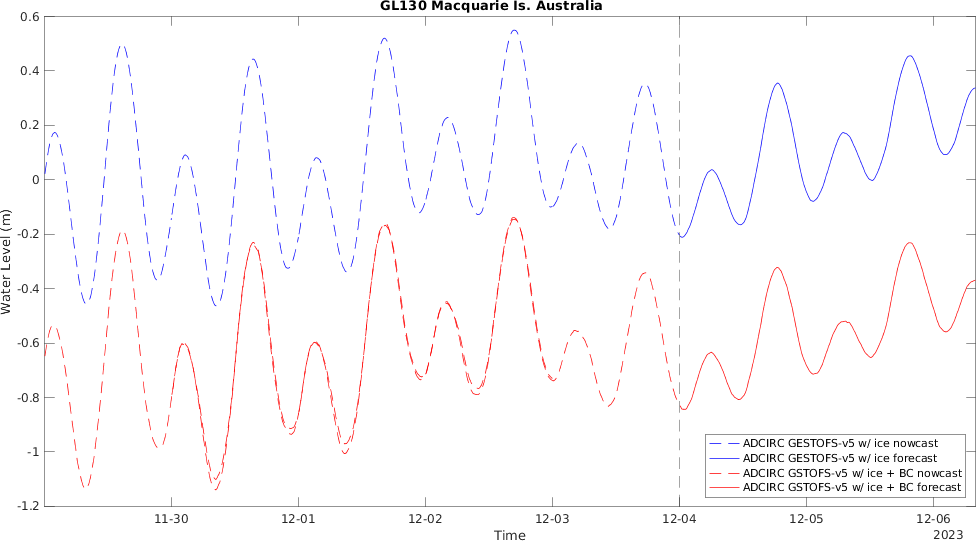 GL130 Macquarie Is. Australia
0.6
0.4
0.2
0
-0.2
-0.4
-0.6
-0.8
-1
-1.2
Water Level (m)
11-30
12-01
12-02
12-03
12-04
12-05
12-06
Time
2023
ADCIRC GESTOFS-v5 w/ ice nowcast
ADCIRC GESTOFS-v5 w/ ice forecast
ADCIRC GSTOFS-v5 w/ ice + BC nowcast
ADCIRC GSTOFS-v5 w/ ice + BC forecast